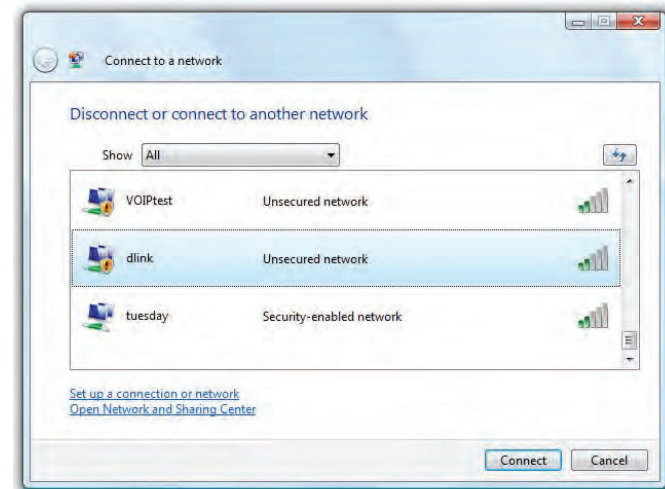 Connect to a network
Disconnect or connect to another network
Show All
VOIPtest Unsecured network
dlink Unsecured network
tuesday Security-enabled network
Set up a connection or network
Open Network and Sharing Center
Connect Cancel